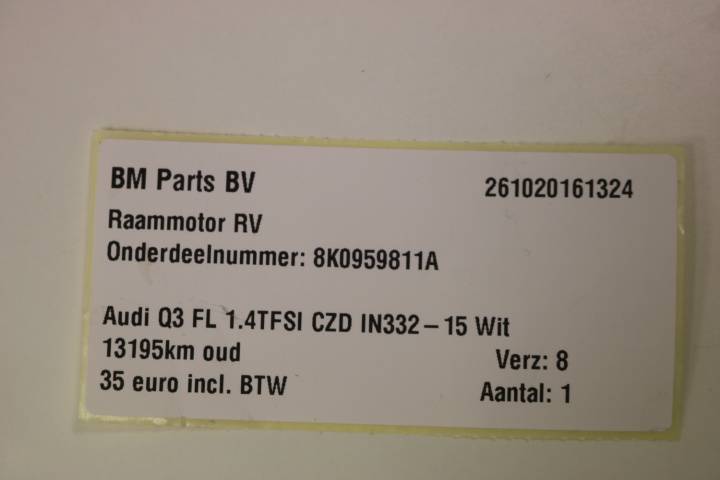 BM Parts BV 261020161324
Raammotor RV
Onderdeelnummer: 8K0959811A
Audi Q3 FL 1.4TFSI CZD IN332-15 Wit
13195km oud Verz: 8
35 euro incl. BTW Aantal: 1